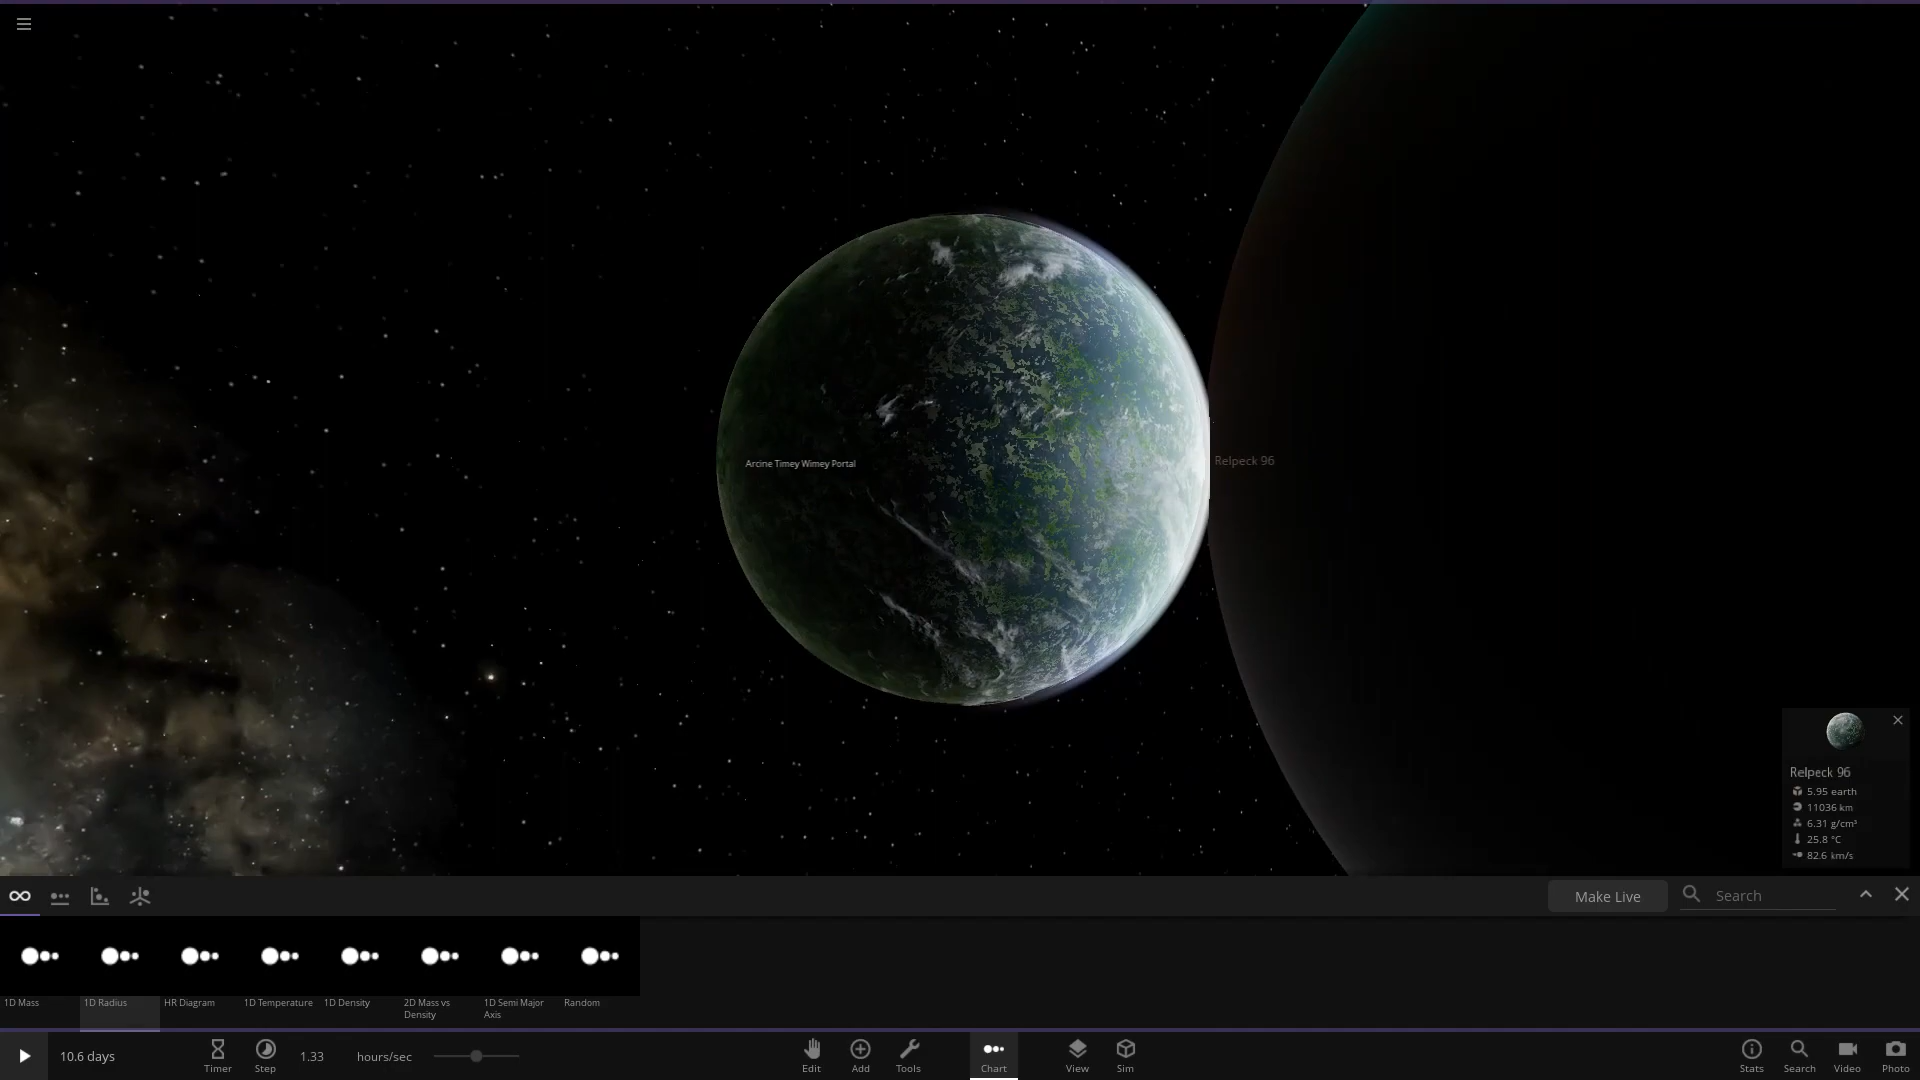 Arcine Timey Wimey Portal
Relpeck 96
Relpeck 96
5.95 earth
11036 km
6.31 g/cm³
25.8 °C
82.6 km/s
Make Live
Search
1D Mass
1D Radius
HR Diagram
1D Temperature
1D Density
2D Mass vs
Density
1D Semi Major
Axis
Random
10.6 days
Timer
Step
1.33
hours/sec
Edit
Add
Tools
Chart
View
Sim
Stats
Search
Video
Photo